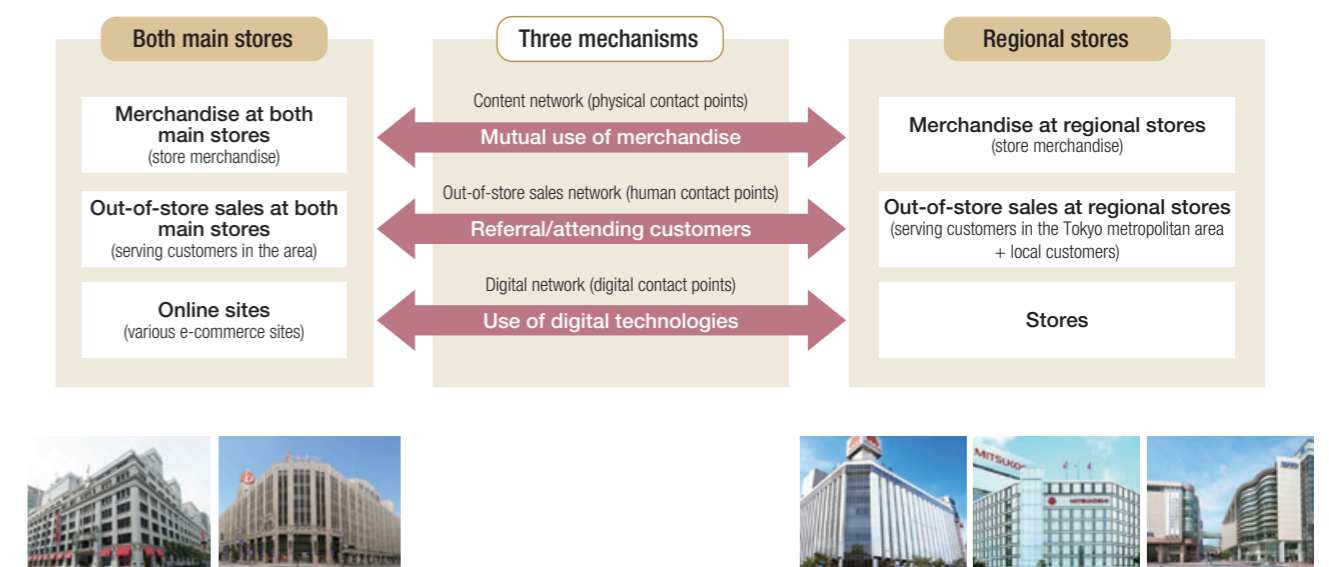 Both main stores
Three mechanisms
Regional stores
Merchandise at both
main stores
(store merchandise)
Content network (physical contact points)
Mutual use of merchandise
Merchandise at regional stores
(store merchandise)
Out-of-store sales at both
main stores
(serving customers in the area)
Out-of-store sales network (human contact points)
Referral/attending customers
Out-of-store sales at regional stores
(serving customers in the Tokyo metropolitan area
+ local customers)
Online sites
(various e-commerce sites)
Digital network (digital contact points)
Use of digital technologies
Stores
MITSUKOSHI